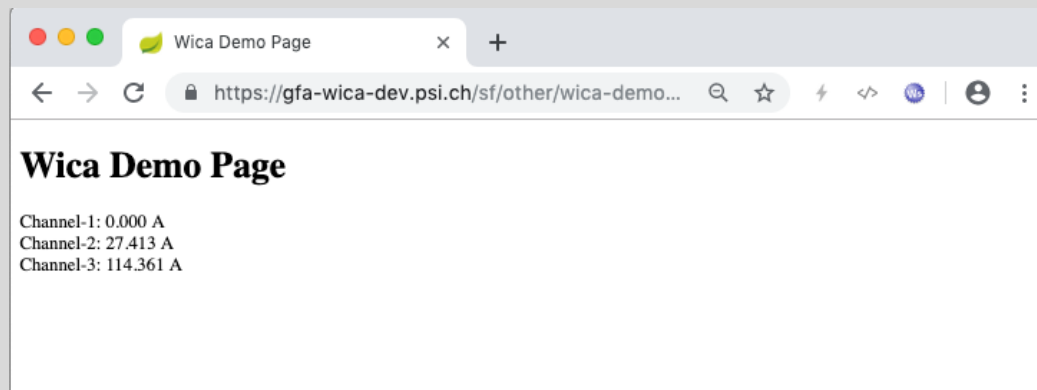 Wica Demo Page
https://gfa-wica-dev.psi.ch/sf/other/wica-demo...
Wica Demo Page
Channel-1: 0.000 A
Channel-2: 27.413 A
Channel-3: 114.361 A